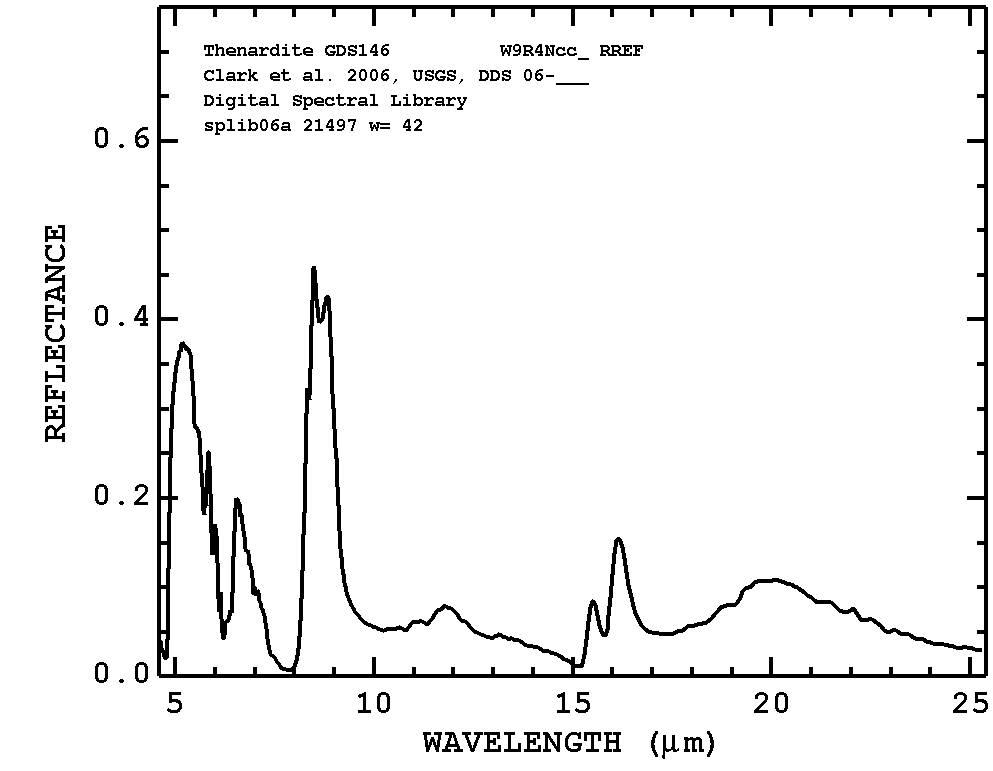 Thenardite GDS146 W9R4Ncc_ RREF
Clark et al. 2006, USGS, DDS 06-___
Digital Spectral Library
splib06a 21497 w= 42
0.6
0.4
0.2
0.0
REFLECTANCE
5 10 15 20 25
WAVELENGTH (μm)